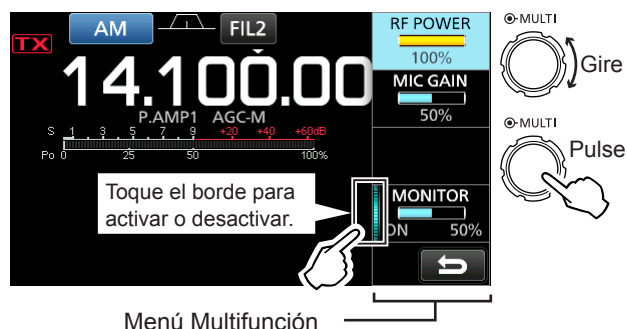 AM FIL2
TX
14.100.00
P.AMP1 AGC-M
S 1 3 5 7 9 +20 +40 +60dB
Po 0 25 50 100%
RF POWER
100%
MIC GAIN
50%
MONITOR
ON 50%
Toque el borde para
activar o desactivar.
Menú Multifunción
MULTI
Gire
MULTI
Pulse